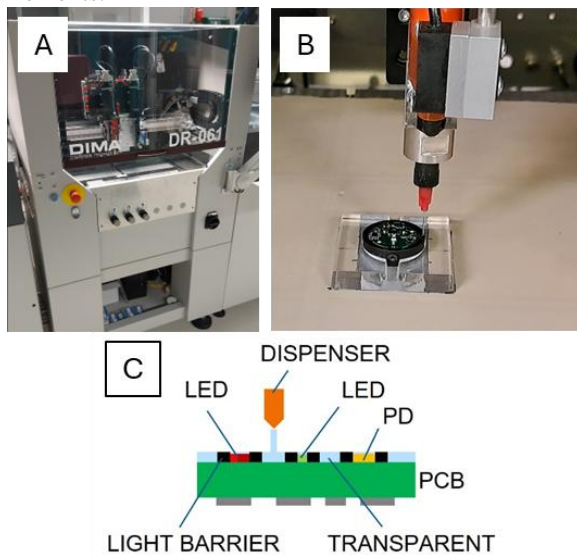 A
B
DIMA
DR-061
C
DISPENSER
LED
LED
PD
PCB
LIGHT BARRIER
TRANSPARENT